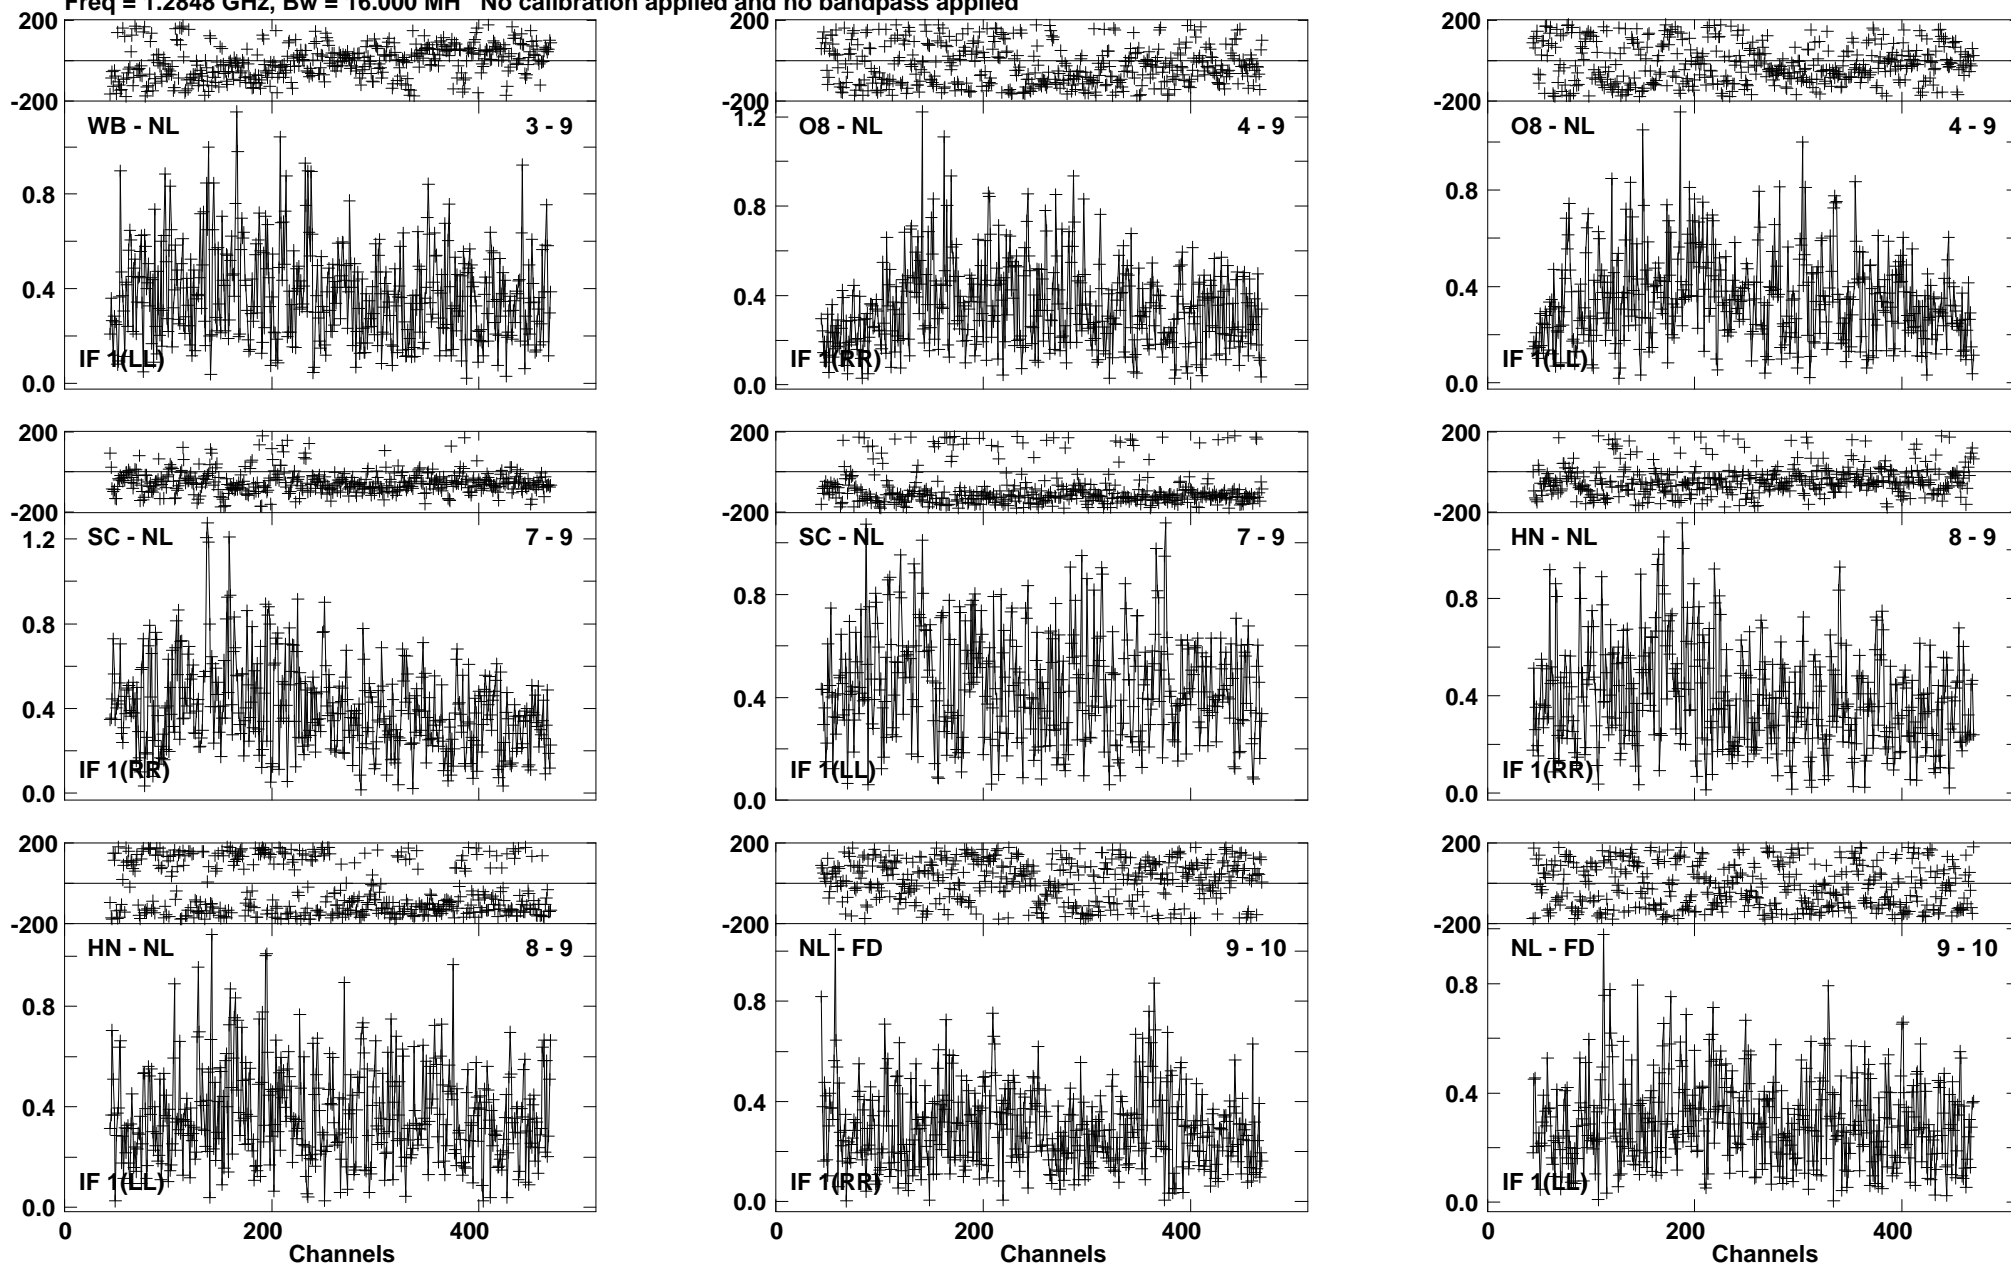 Freq = 1.2848 GHz, Bw = 16.000 MH No calibration applied and no bandpass applied
200
-200
WB - NL 3 - 9
0.8
0.4
0.0
IF 1(LL)
200
-200
1.2
O8 - NL 4 - 9
0.8
0.4
0.0
IF 1(RR)
200
-200
O8 - NL 4 - 9
0.8
0.4
0.0
IF 1(LL)
200
-200
1.2
SC - NL 7 - 9
0.8
0.4
0.0
IF 1(RR)
200
-200
SC - NL 7 - 9
0.8
0.4
0.0
IF 1(LL)
200
-200
HN - NL 8 - 9
0.8
0.4
0.0
IF 1(RR)
200
-200
HN - NL 8 - 9
0.8
0.4
0.0
IF 1(LL)
0 200 400
Channels
200
-200
NL - FD 9 - 10
0.8
0.4
0.0
IF 1(RR)
0 200 400
Channels
200
-200
NL - FD 9 - 10
0.8
0.4
0.0
IF 1(LL)
0 200 400
Channels